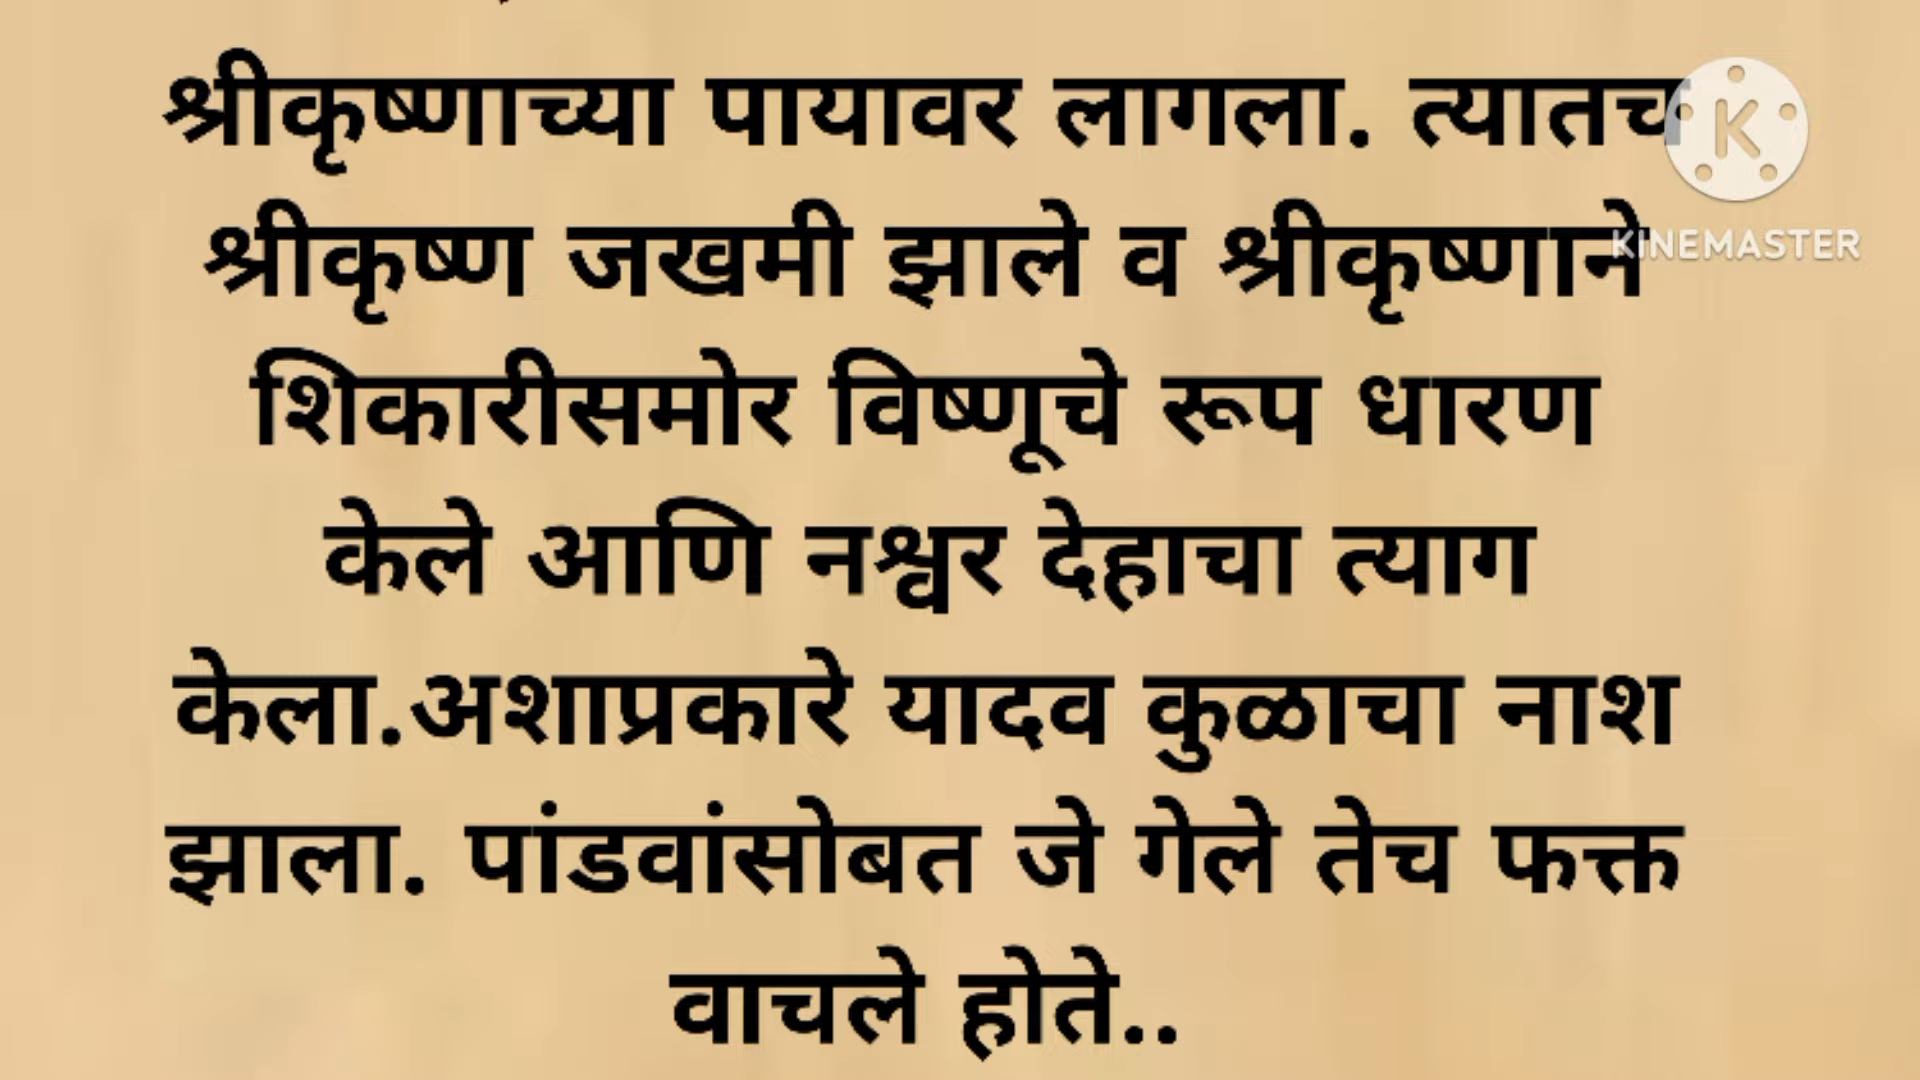 श्रीकृष्णाच्या पायावर लागला. त्यातच
श्रीकृष्ण जखमी झाले व श्रीकृष्णाने
शिकारीसमोर विष्णूचे रूप धारण
केले आणि नश्वर देहाचा त्याग
केला.अशाप्रकारे यादव कुळाचा नाश
झाला. पांडवांसोबत जे गेले तेच फक्त
वाचले होते..
K
KINEMASTER